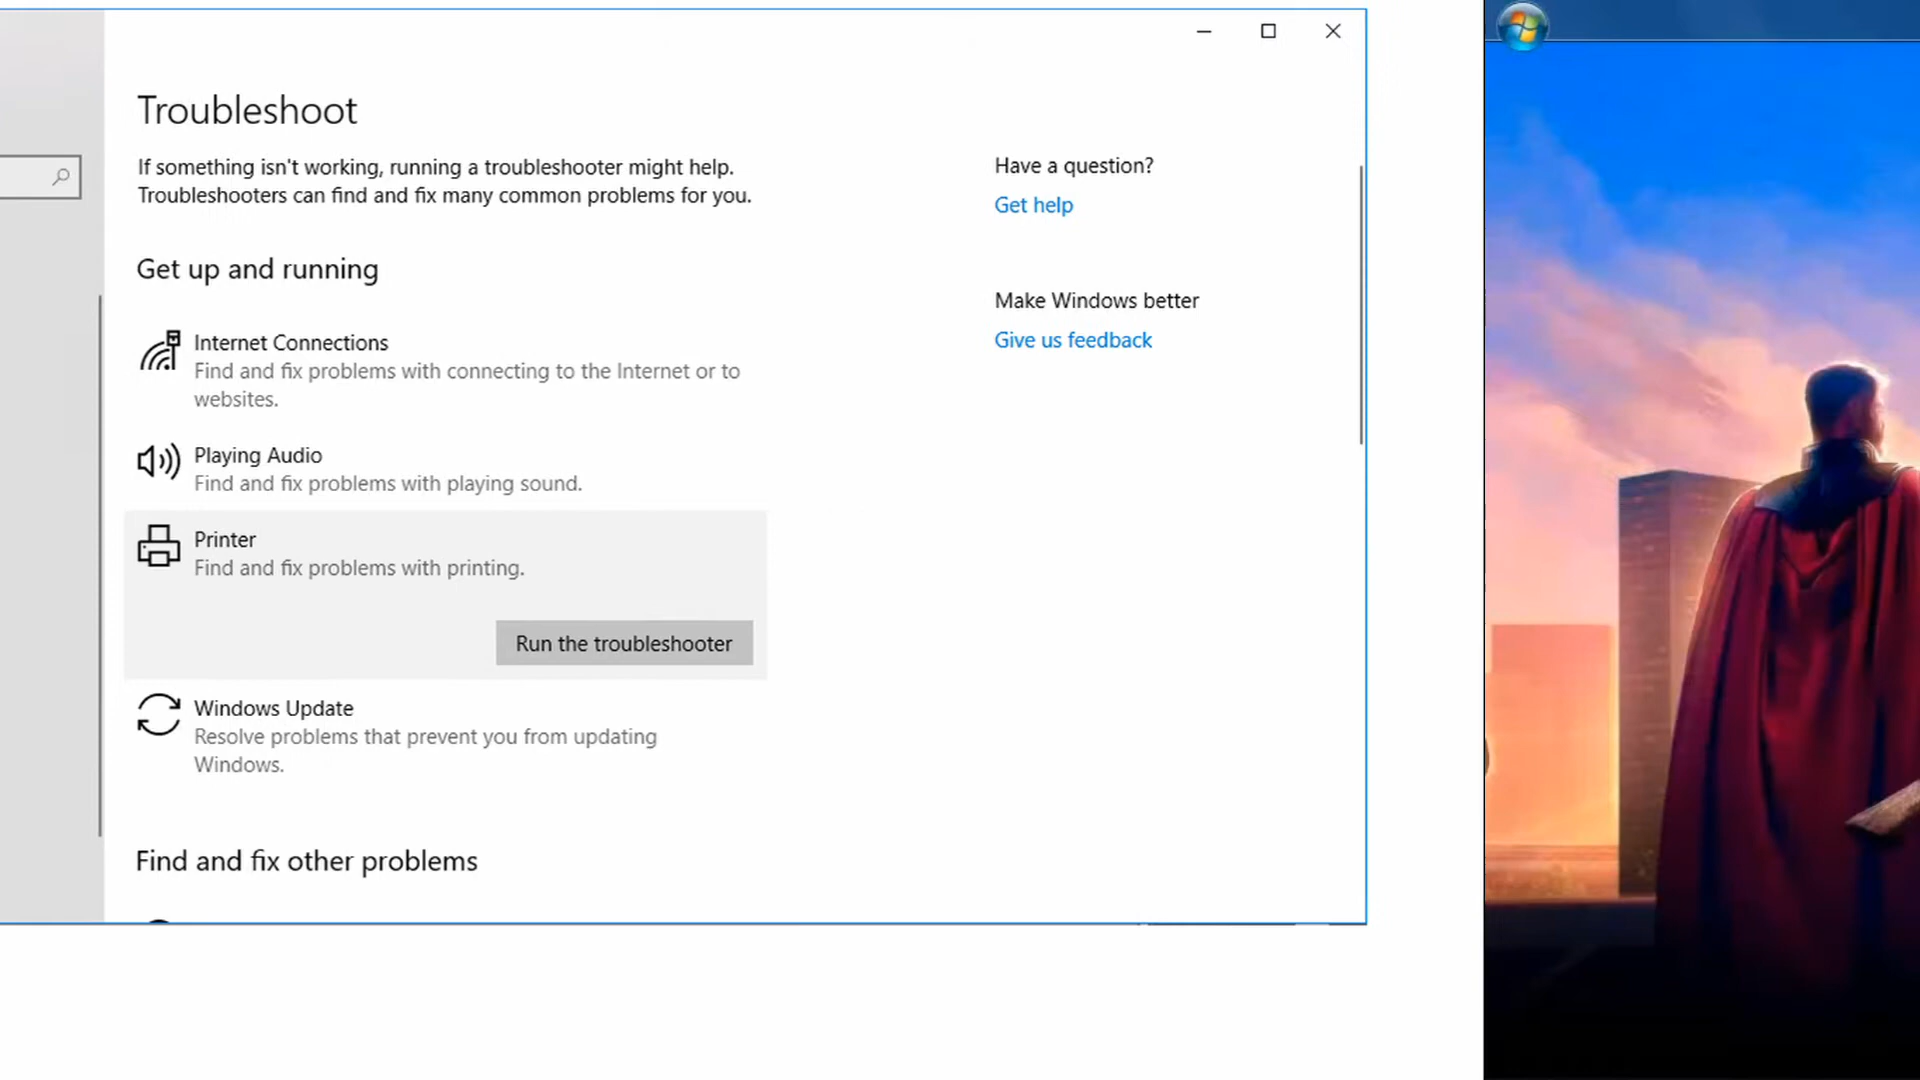 Troubleshoot
If something isn't working, running a troubleshooter might help.
Troubleshooters can find and fix many common problems for you.
Get up and running
Internet Connections
Find and fix problems with connecting to the Internet or to
websites.
Playing Audio
Find and fix problems with playing sound.
Printer
Find and fix problems with printing.
Run the troubleshooter
Windows Update
Resolve problems that prevent you from updating
Windows.
Find and fix other problems
Have a question?
Get help
Make Windows better
Give us feedback